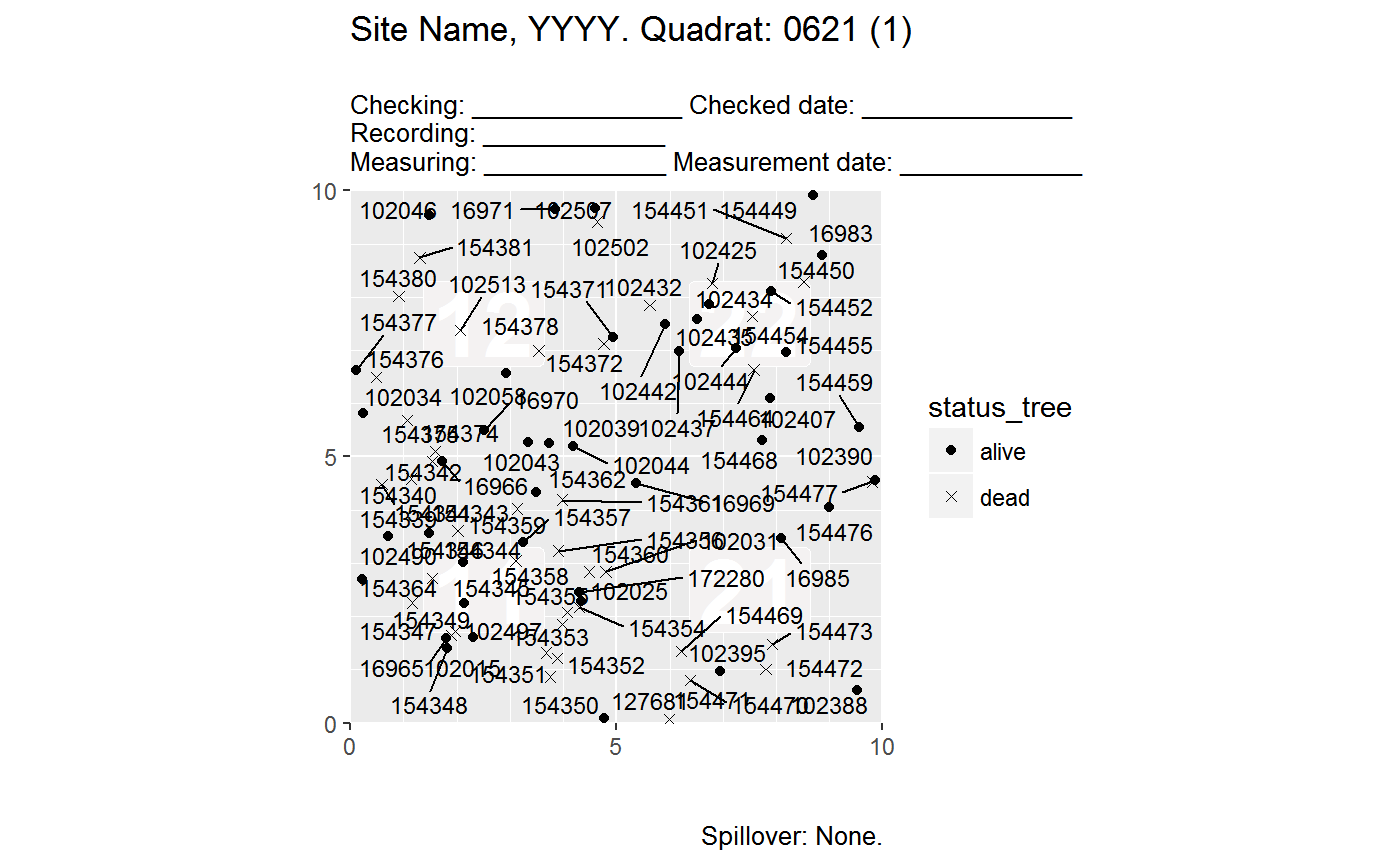 Site Name, YYYY. Quadrat: 0621 (1)
Checking: _______________ Checked date: _______________
Recording: _____________
Measuring: _____________ Measurement date: _____________
10
102046 16971 102507 154451 154449
16983
154381 102502 102425
154450
154380 102513 154371 102432
102434 154452
12 22
154377 154378 102435 154454 154455
154376 154372
102442 102444 154459
102034 102058 16970
154464 102407
154375 154374 102039 102437
5
102043 102044 154468 102390
154342 154362
154340 16966 154361 16969 154477
154339 154343 154359 154357
154476
102490 154344 154360 154356 102031
154364 154358 172280 16985
154345 102025
21
154349 154469
154347 102497 154353 154354 154473
102395
16965 102015 154351 154352 154472
154348 154350 127681 154471 154470 102388
0
0 5 10
status_tree
alive
dead
Spillover: None.